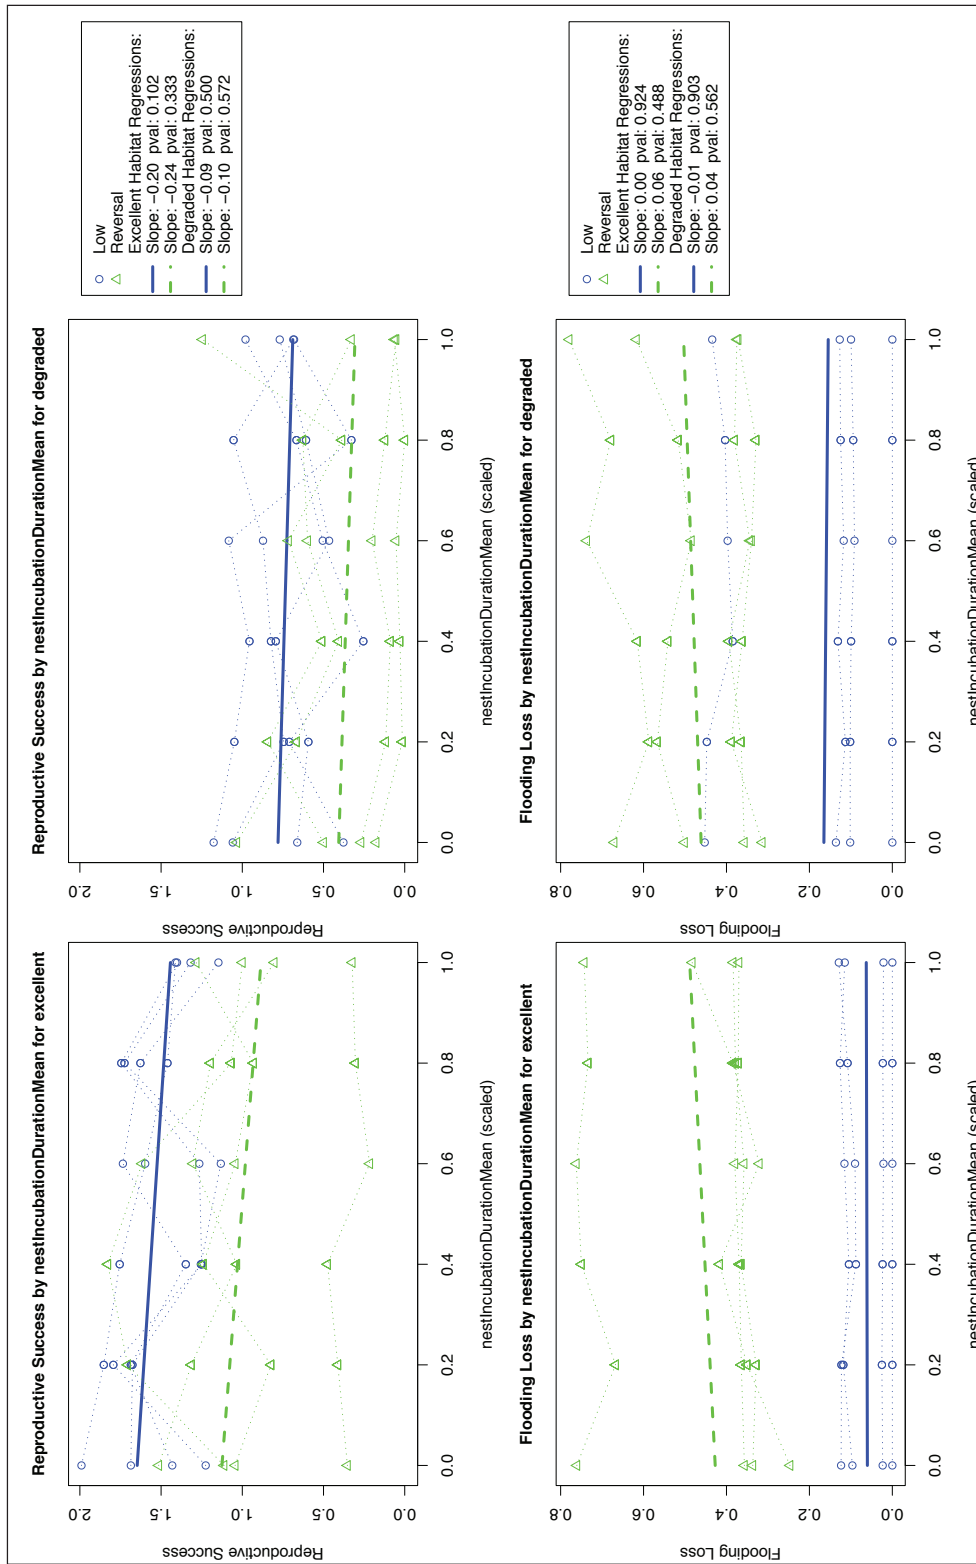 Reproductive Success by nestIncubationDurationMean for excellent
Reproductive Success
2.0
1.5
1.0
0.5
0.0
0.0 0.2 0.4 0.6 0.8 1.0
nestIncubationDurationMean (scaled)
Reproductive Success by nestIncubationDurationMean for degraded
Reproductive Success
2.0
1.5
1.0
0.5
0.0
0.0 0.2 0.4 0.6 0.8 1.0
nestIncubationDurationMean (scaled)
Low
Reversal
Excellent Habitat Regressions:
Slope: −0.20 pval: 0.102
Slope: −0.24 pval: 0.333
Degraded Habitat Regressions:
Slope: −0.09 pval: 0.500
Slope: −0.10 pval: 0.572
Flooding Loss by nestIncubationDurationMean for excellent
Flooding Loss
0.8
0.6
0.4
0.2
0.0
0.0 0.2 0.4 0.6 0.8 1.0
nestIncubationDurationMean (scaled)
Flooding Loss by nestIncubationDurationMean for degraded
Flooding Loss
0.8
0.6
0.4
0.2
0.0
0.0 0.2 0.4 0.6 0.8 1.0
nestIncubationDurationMean (scaled)
Low
Reversal
Excellent Habitat Regressions:
Slope: 0.00 pval: 0.924
Slope: 0.06 pval: 0.488
Degraded Habitat Regressions:
Slope: −0.01 pval: 0.903
Slope: 0.04 pval: 0.562